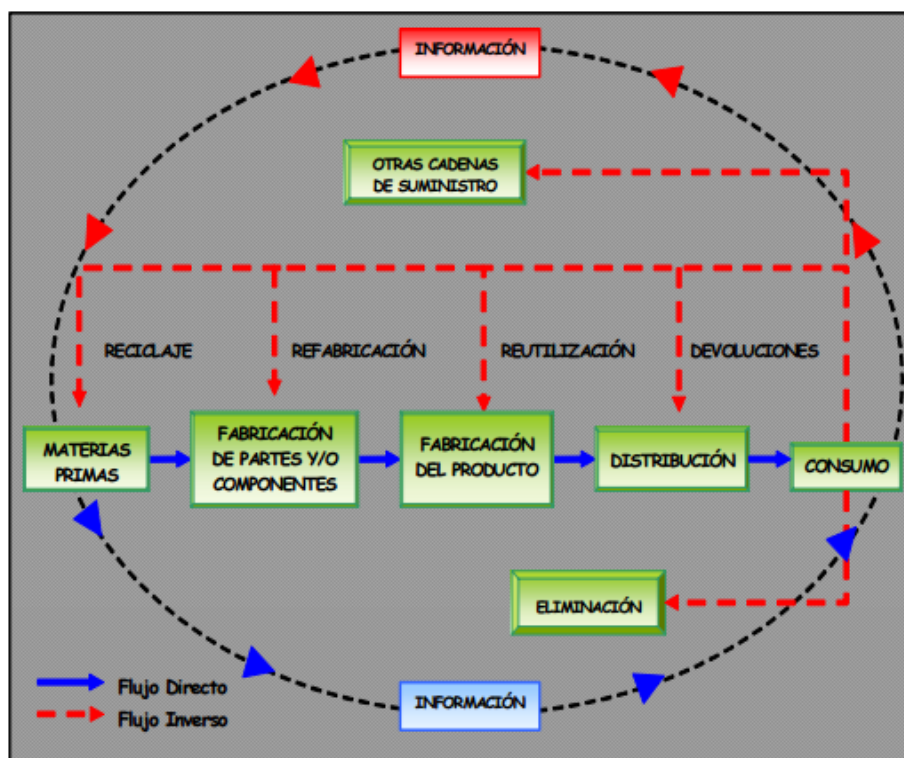 INFORMACIÓN
OTRAS CADENAS
DE SUMINISTRO
RECICLAJE
REFABRICACIÓN
REUTILIZACIÓN
DEVOLUCIONES
MATERIAS
PRIMAS
FABRICACIÓN
DE PARTES Y/O
COMPONENTES
FABRICACIÓN
DEL PRODUCTO
DISTRIBUCIÓN
CONSUMO
ELIMINACIÓN
INFORMACIÓN
Flujo Directo
Flujo Inverso